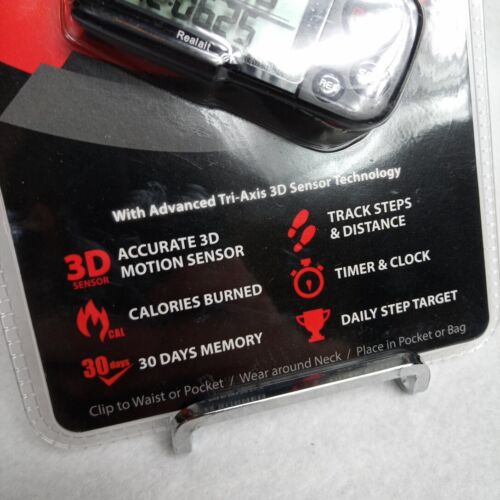 Realalt
With Advanced Tri-Axis 3D Sensor Technology
3D
SENSOR
ACCURATE 3D
MOTION SENSOR
TRACK STEPS
& DISTANCE
CAL
CALORIES BURNED
TIMER & CLOCK
30days
30 DAYS MEMORY
DAILY STEP TARGET
Clip to Waist or Pocket / Wear around Neck / Place in Pocket or Bag